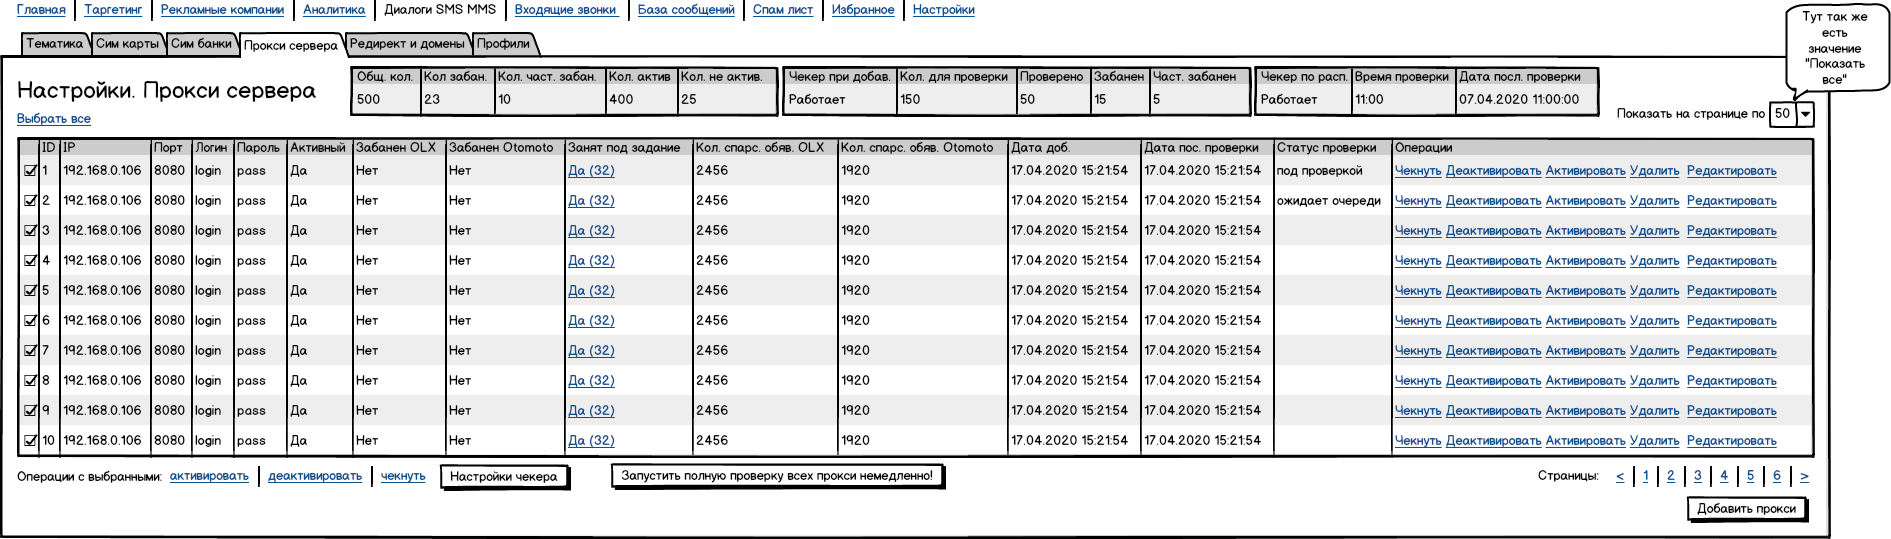 Главная Таргетинг Рекламные компании Аналитика Диалоги SMS MMS Входящие звонки База сообщений Спам лист Избранное Настройки
Тут так же
есть
значение
"Показать
все"
Тематика Сим карты Сим банки Прокси сервера Редирект и домены Профили
Настройки. Прокси сервера
Выбрать все
Общ. кол. Кол забан. Кол. част. забан. Кол. актив Кол. не актив.
500 23 10 400 25
Чекер при добав. Кол. для проверки Проверено Забанен Част. забанен
Работает 150 50 15 5
Чекер по расп. Время проверки Дата посл. проверки
Работает 11:00 07.04.2020 11:00:00
Показать на странице по 50
ID IP Порт Логин Пароль Активный Забанен OLX Забанен Otomoto Занят под задание Кол. спарс. обяв. OLX Кол. спарс. обяв. Otomoto Дата доб. Дата пос. проверки Статус проверки Операции
1 192.168.0.106 8080 login pass Да Нет Нет Да (32) 2456 1920 17.04.2020 15:21:54 17.04.2020 15:21:54 под проверкой Чекнуть Деактивировать Активировать Удалить Редактировать
2 192.168.0.106 8080 login pass Да Нет Нет Да (32) 2456 1920 17.04.2020 15:21:54 17.04.2020 15:21:54 ожидает очереди Чекнуть Деактивировать Активировать Удалить Редактировать
3 192.168.0.106 8080 login pass Да Нет Нет Да (32) 2456 1920 17.04.2020 15:21:54 17.04.2020 15:21:54 Чекнуть Деактивировать Активировать Удалить Редактировать
4 192.168.0.106 8080 login pass Да Нет Нет Да (32) 2456 1920 17.04.2020 15:21:54 17.04.2020 15:21:54 Чекнуть Деактивировать Активировать Удалить Редактировать
5 192.168.0.106 8080 login pass Да Нет Нет Да (32) 2456 1920 17.04.2020 15:21:54 17.04.2020 15:21:54 Чекнуть Деактивировать Активировать Удалить Редактировать
6 192.168.0.106 8080 login pass Да Нет Нет Да (32) 2456 1920 17.04.2020 15:21:54 17.04.2020 15:21:54 Чекнуть Деактивировать Активировать Удалить Редактировать
7 192.168.0.106 8080 login pass Да Нет Нет Да (32) 2456 1920 17.04.2020 15:21:54 17.04.2020 15:21:54 Чекнуть Деактивировать Активировать Удалить Редактировать
8 192.168.0.106 8080 login pass Да Нет Нет Да (32) 2456 1920 17.04.2020 15:21:54 17.04.2020 15:21:54 Чекнуть Деактивировать Активировать Удалить Редактировать
9 192.168.0.106 8080 login pass Да Нет Нет Да (32) 2456 1920 17.04.2020 15:21:54 17.04.2020 15:21:54 Чекнуть Деактивировать Активировать Удалить Редактировать
10 192.168.0.106 8080 login pass Да Нет Нет Да (32) 2456 1920 17.04.2020 15:21:54 17.04.2020 15:21:54 Чекнуть Деактивировать Активировать Удалить Редактировать
Операции с выбранными: активировать деактивировать чекнуть Настройки чекера Запустить полную проверку всех прокси немедленно! Страницы: < 1 2 3 4 5 6 >
Добавить прокси